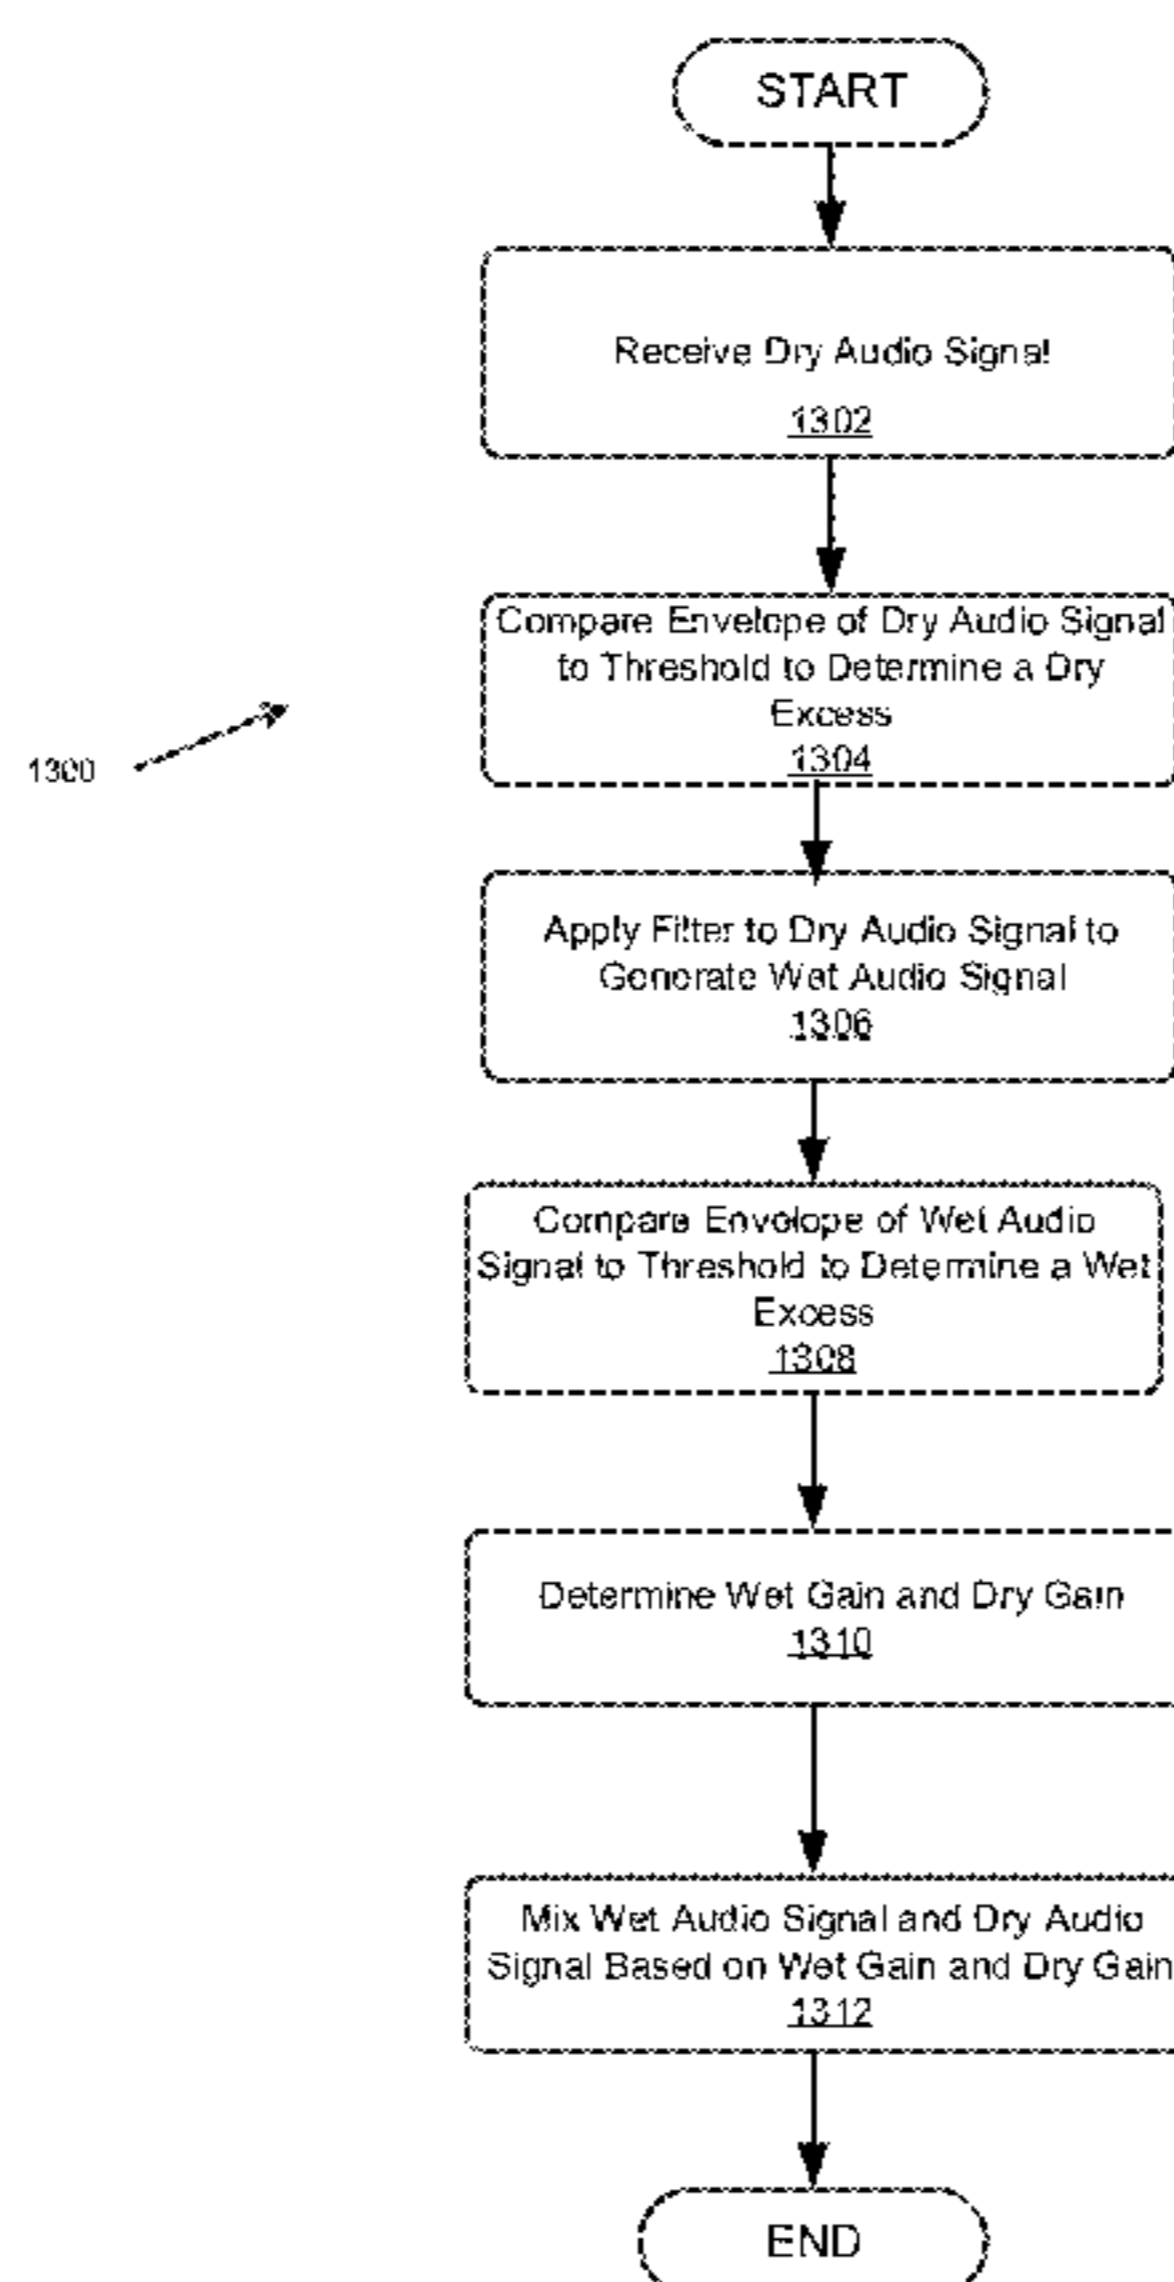 START
Receive Dry Audio Signal
1302
Compare Envelope of Dry Audio Signal
to Threshold to Determine a Dry
Excess
1304
1300
Apply Filter to Dry Audio Signal to
Generate Wet Audio Signal
1306
Compare Envelope of Wet Audio
Signal to Threshold to Determine a Wet
Excess
1308
Determine Wet Gain and Dry Gain
1310
Mix Wet Audio Signal and Dry Audio
Signal Based on Wet Gain and Dry Gain
1312
END